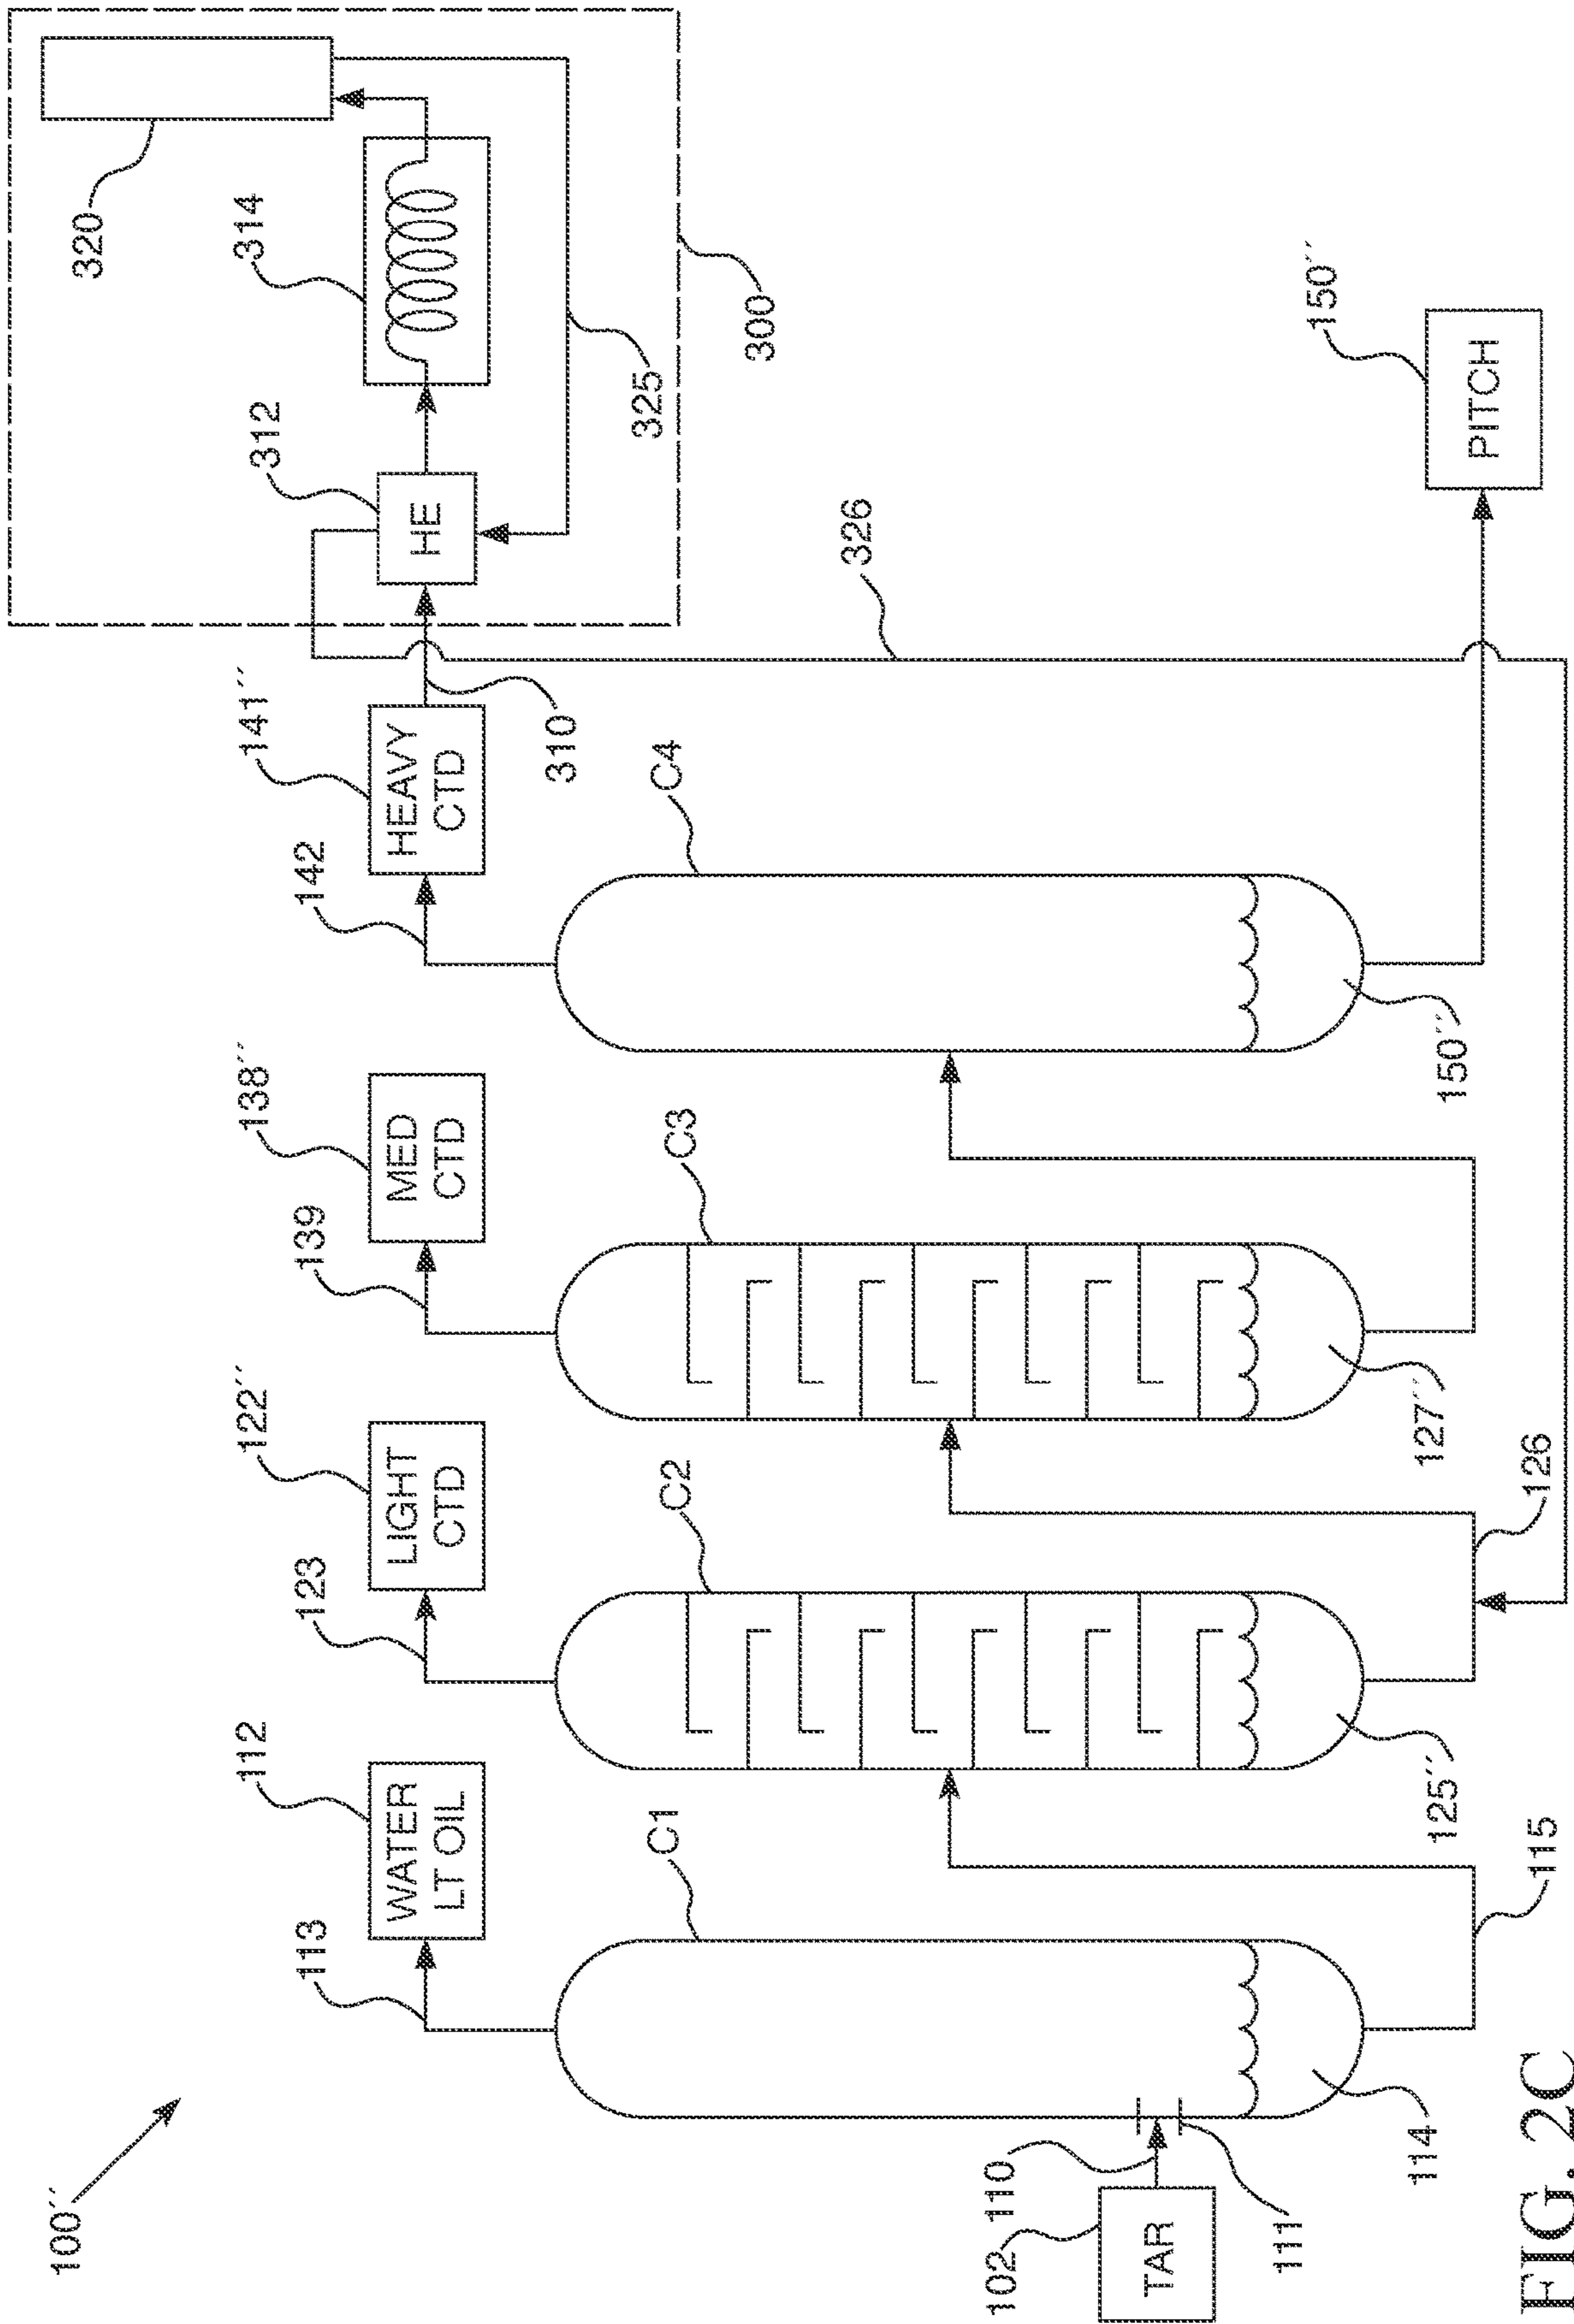 100´´
320
314
312
HE
325
300
141´´
HEAVY
CTD
142
310
326
150´´
PITCH
C4
150´´
138´´
MED
CTD
139
C3
127´´
122´´
LIGHT
CTD
123
C2
125´´
126
112
WATER
LT OIL
113
C1
114
115
102
TAR
110
111
FIG. 2C